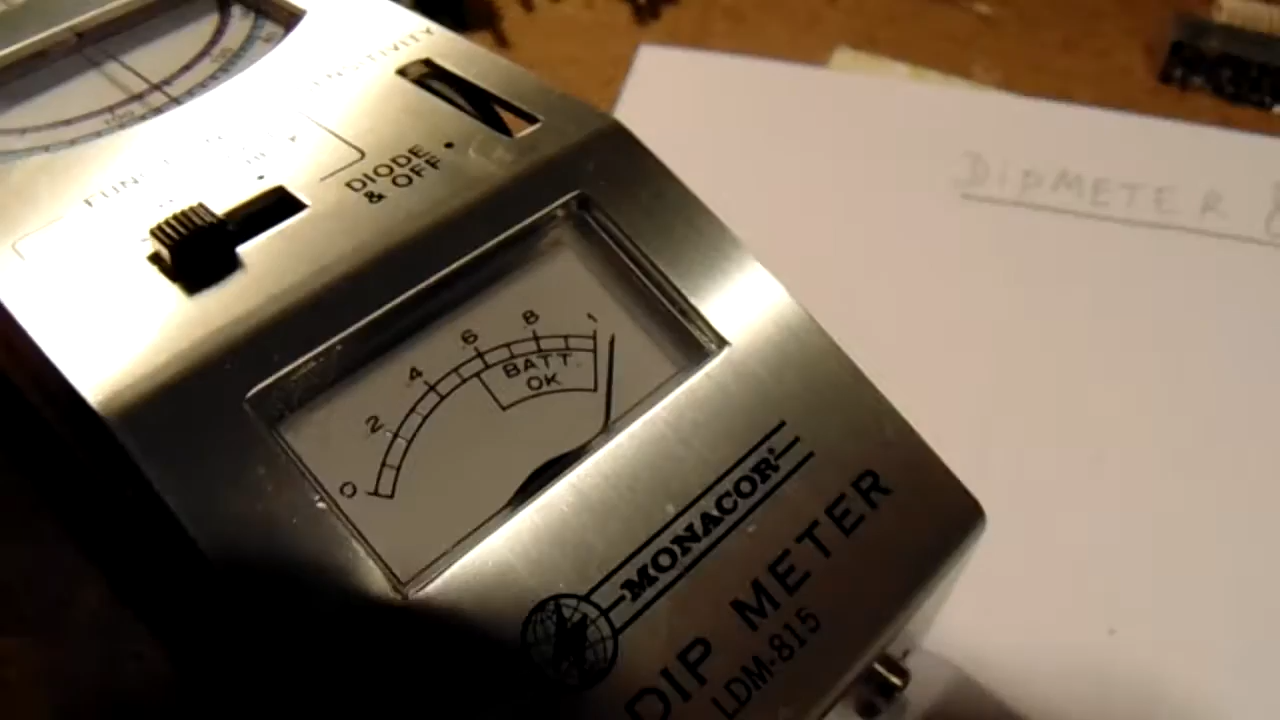 DIODE
& OFF
0 2 4 6 8 1
BATT.
OK
MONACOR
DIP METER
LDM-815
DIPMETER